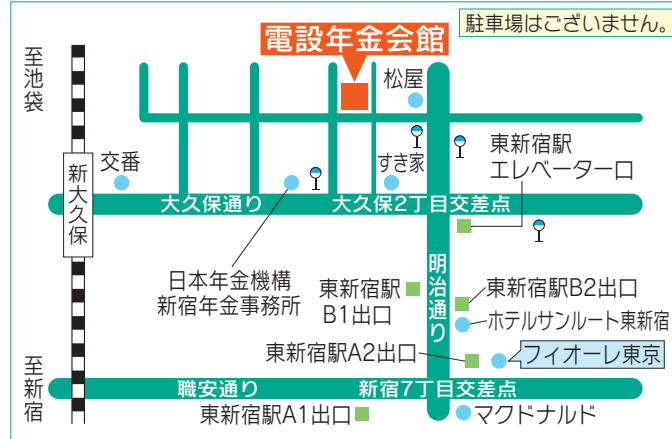 駐車場はございません。
電設年金会館
至池袋
松屋
交番
すき家
東新宿駅
エレベーター口
新大久保
大久保通り
大久保2丁目交差点
日本年金機構
新宿年金事務所
東新宿駅
B1出口
明治通り
東新宿駅B2出口
ホテルサンルート東新宿
東新宿駅A2出口
フィオーレ東京
至新宿
職安通り
新宿7丁目交差点
東新宿駅A1出口
マクドナルド